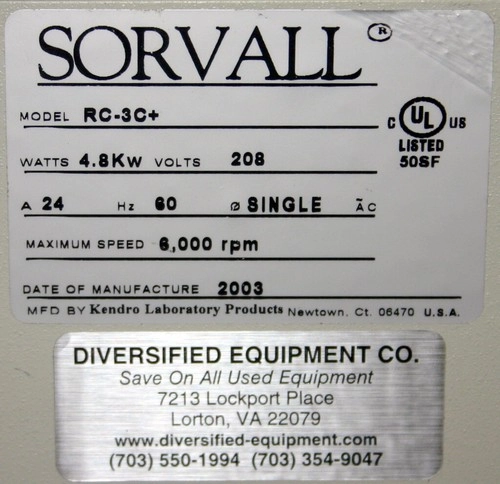 SORVALL ®
MODEL RC-3C+
WATTS 4.8Kw VOLTS 208
A 24 Hz 60 ø SINGLE ÃC
MAXIMUM SPEED 6,000 rpm
DATE OF MANUFACTURE 2003
MFD BY Kendro Laboratory Products Newtown, Ct. 06470 U.S.A.
C UL US
LISTED
50SF
DIVERSIFIED EQUIPMENT CO.
Save On All Used Equipment
7213 Lockport Place
Lorton, VA 22079
www.diversified-equipment.com
(703) 550-1994 (703) 354-9047